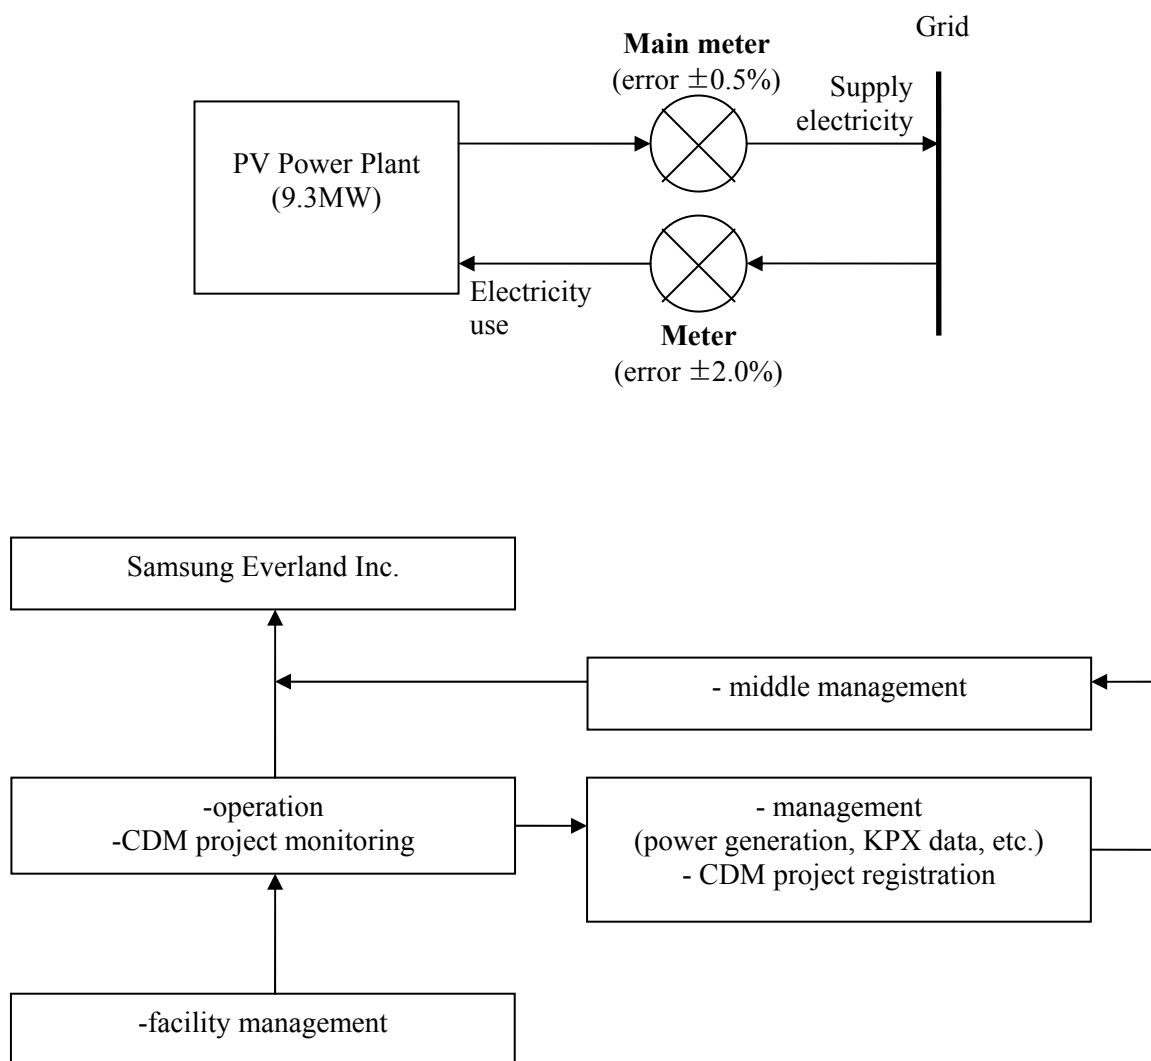 Grid
Main meter
(error ±0.5%)
Supply
electricity
PV Power Plant
(9.3MW)
Electricity
use
Meter
(error ±2.0%)
Samsung Everland Inc.
- middle management
-operation
-CDM project monitoring
- management
(power generation, KPX data, etc.)
- CDM project registration
-facility management